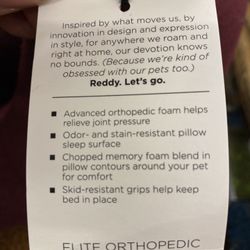 Inspired by what moves us, by
innovation in design and expression
in style, for anywhere we roam and
right at home, our devotion knows
no bounds. (Because we're kind of
obsessed with our pets too.)
Reddy. Let's go.
■ Advanced orthopedic foam helps
relieve joint pressure
■ Odor- and stain-resistant pillow
sleep surface
■ Chopped memory foam blend in
pillow contours around your pet
for comfort
■ Skid-resistant grips help keep
bed in place
ELITE ORTHOPEDIC